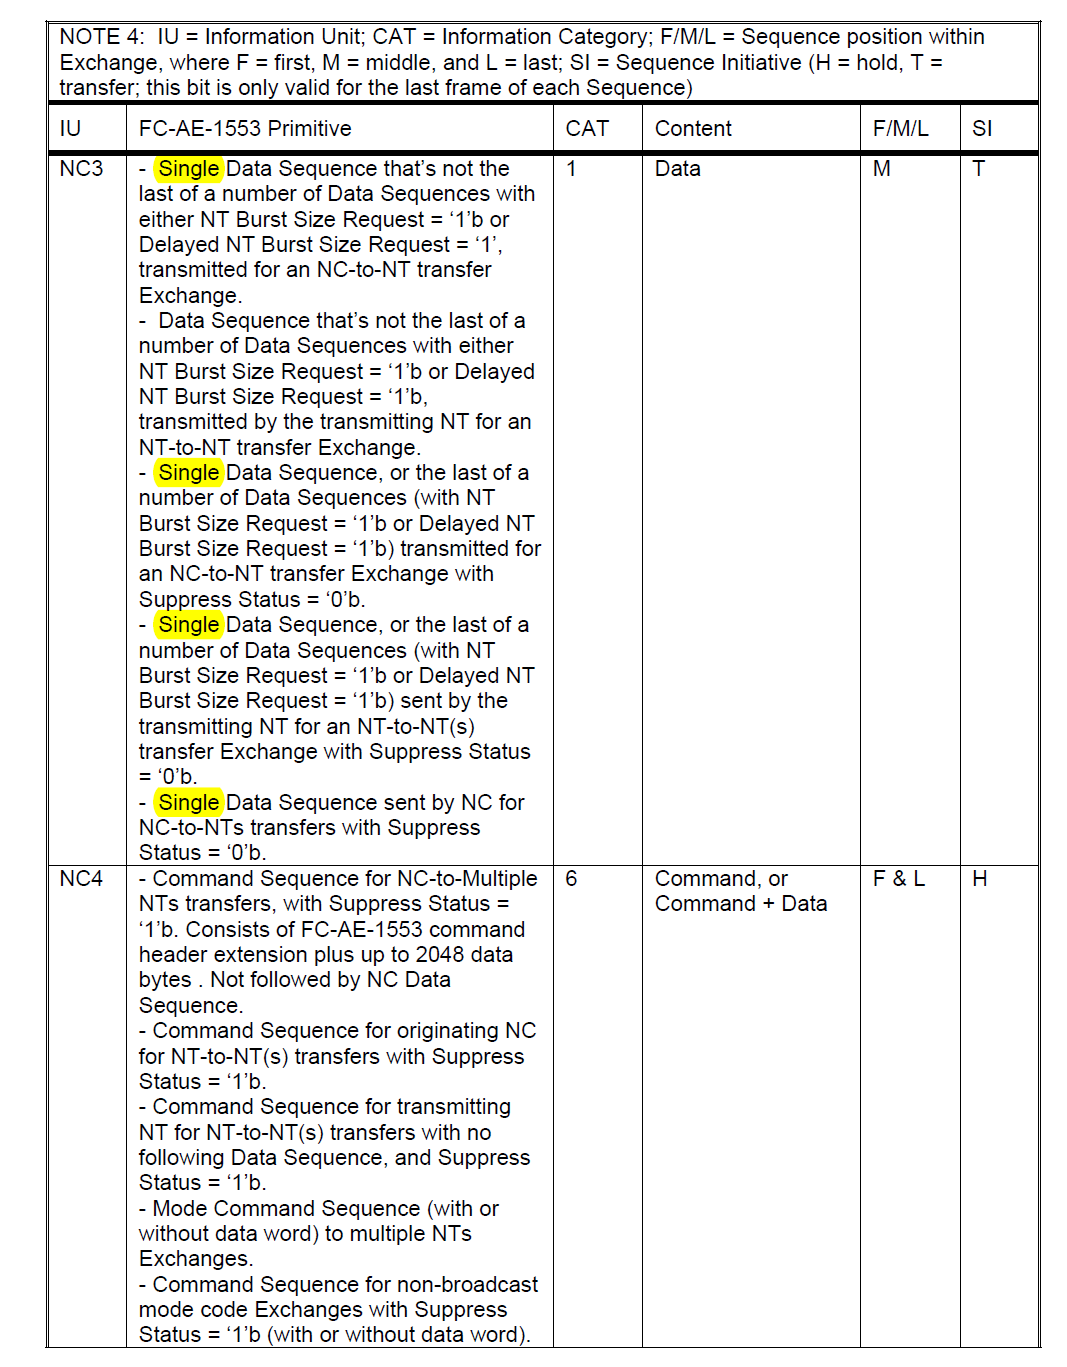 NOTE 4:  IU = Information Unit; CAT = Information Category; F/M/L = Sequence position within
Exchange, where F = first, M = middle, and L = last; SI = Sequence Initiative (H = hold, T =
transfer; this bit is only valid for the last frame of each Sequence)
IU FC-AE-1553 Primitive CAT Content F/M/L SI
NC3 - Single Data Sequence that's not the 1 Data M T
last of a number of Data Sequences with
either NT Burst Size Request = ‘1’b or
Delayed NT Burst Size Request = ‘1’,
transmitted for an NC-to-NT transfer
Exchange.
- Data Sequence that’s not the last of a
number of Data Sequences with either
NT Burst Size Request = ‘1’b or Delayed
NT Burst Size Request = ‘1’b,
transmitted by the transmitting NT for an
NT-to-NT transfer Exchange.
- Single Data Sequence, or the last of a
number of Data Sequences (with NT
Burst Size Request = ‘1’b or Delayed NT
Burst Size Request = ‘1’b) transmitted for
an NC-to-NT transfer Exchange with
Suppress Status = ‘0’b.
- Single Data Sequence, or the last of a
number of Data Sequences (with NT
Burst Size Request = ‘1’b or Delayed NT
Burst Size Request = ‘1’b) sent by the
transmitting NT for an NT-to-NT(s)
transfer Exchange with Suppress Status
= ‘0’b.
- Single Data Sequence sent by NC for
NC-to-NTs transfers with Suppress
Status = ‘0’b.
NC4 - Command Sequence for NC-to-Multiple 6 Command, or F & L H
NTs transfers, with Suppress Status = Command + Data
‘1’b. Consists of FC-AE-1553 command
header extension plus up to 2048 data
bytes . Not followed by NC Data
Sequence.
- Command Sequence for originating NC
for NT-to-NT(s) transfers with Suppress
Status = ‘1’b.
- Command Sequence for transmitting
NT for NT-to-NT(s) transfers with no
following Data Sequence, and Suppress
Status = ‘1’b.
- Mode Command Sequence (with or
without data word) to multiple NTs
Exchanges.
- Command Sequence for non-broadcast
mode code Exchanges with Suppress
Status = ‘1’b (with or without data word).